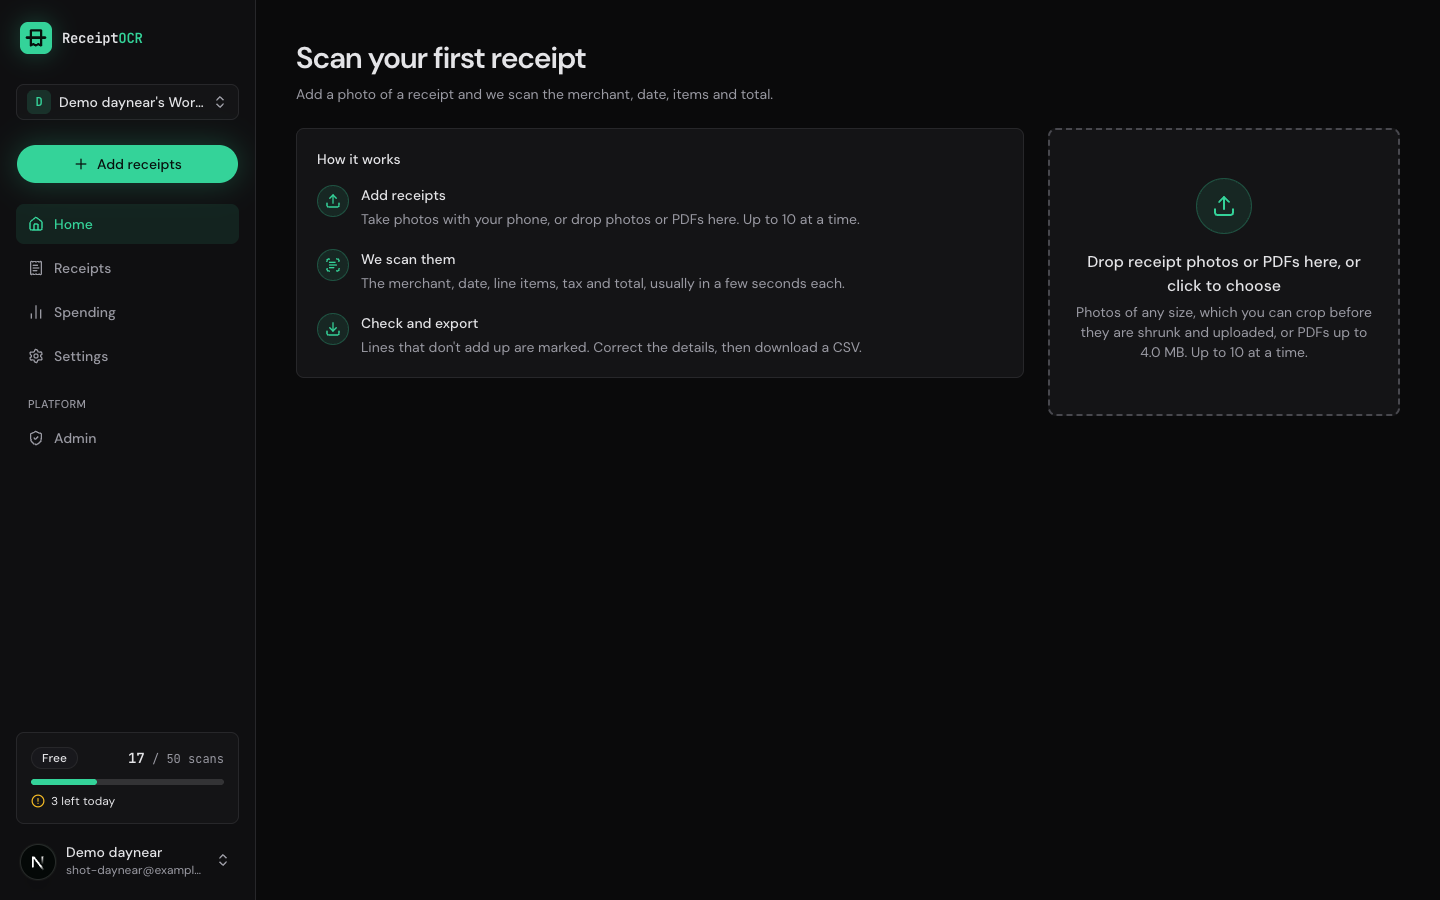 ReceiptOCR
D Demo daynear's Wor...
Add receipts
Home
Receipts
Spending
Settings
PLATFORM
Admin
Free 17 / 50 scans
3 left today
N Demo daynear
shot-daynear@exampl...
Scan your first receipt
Add a photo of a receipt and we scan the merchant, date, items and total.
How it works
Add receipts
Take photos with your phone, or drop photos or PDFs here. Up to 10 at a time.
We scan them
The merchant, date, line items, tax and total, usually in a few seconds each.
Check and export
Lines that don't add up are marked. Correct the details, then download a CSV.
Drop receipt photos or PDFs here, or
click to choose
Photos of any size, which you can crop before
they are shrunk and uploaded, or PDFs up to
4.0 MB. Up to 10 at a time.